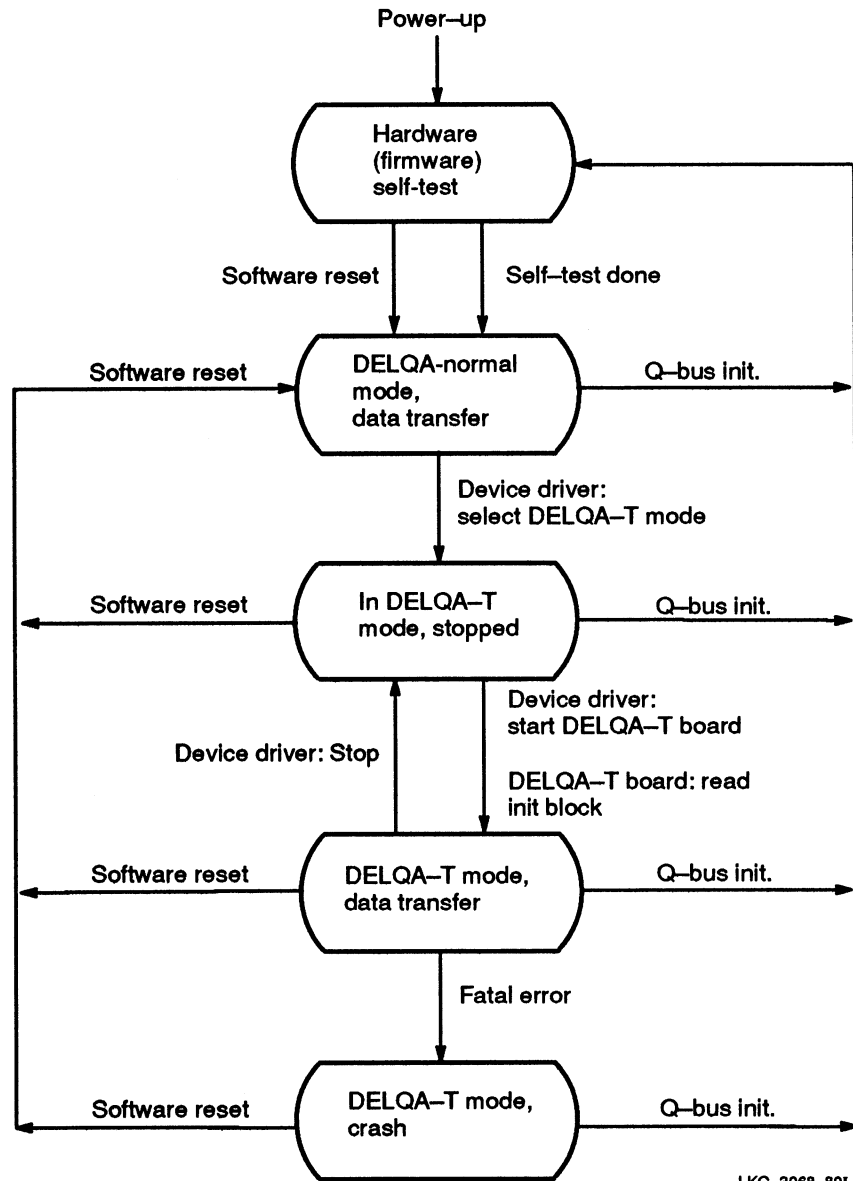 Power–up
Hardware
(firmware)
self-test
Software reset
Self–test done
DELQA-normal
mode,
data transfer
Software reset
Q–bus init.
Device driver:
select DELQA–T mode
In DELQA–T
mode, stopped
Software reset
Q–bus init.
Device driver:
start DELQA–T board
Device driver: Stop
DELQA–T board: read
init block
DELQA–T mode,
data transfer
Software reset
Q–bus init.
Fatal error
DELQA–T mode,
crash
Software reset
Q–bus init.